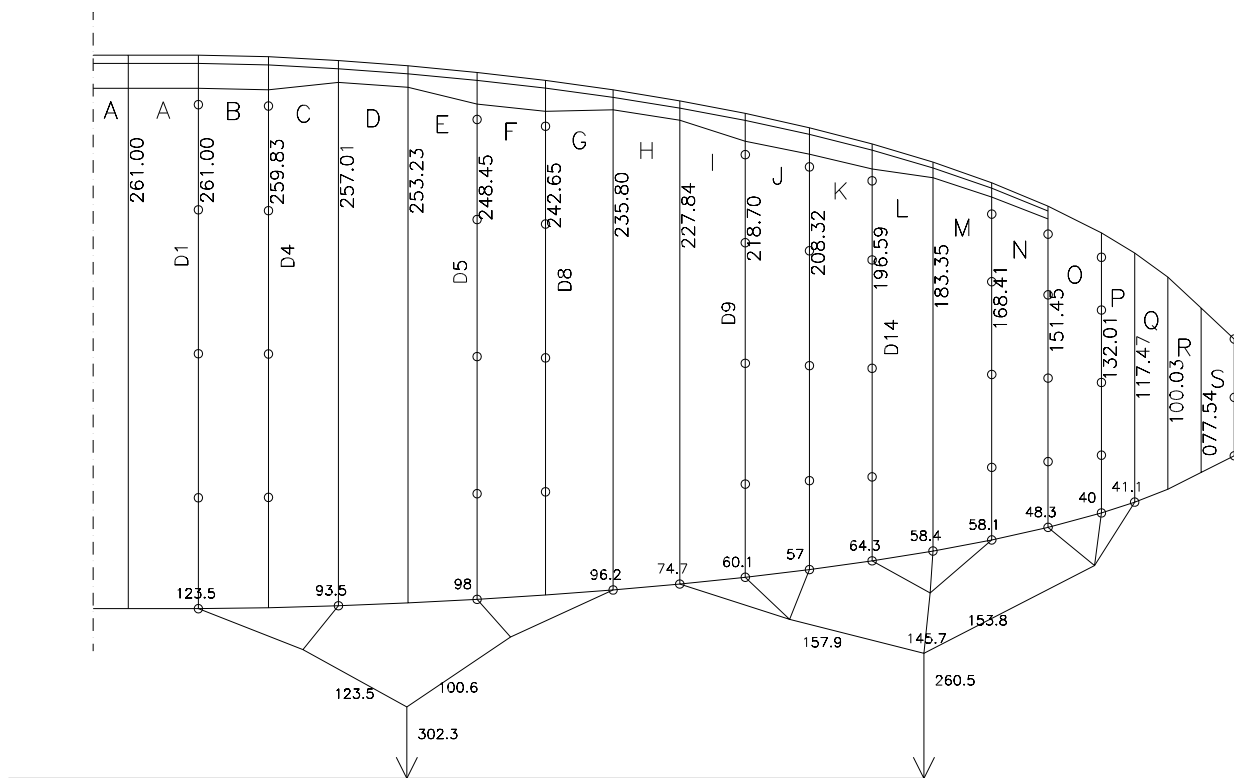 A
A
B
C
D
E
F
G
H
I
J
K
L
M
N
O
P
Q
R
S
261.00
261.00
259.83
257.01
253.23
248.45
242.65
235.80
227.84
218.70
208.32
196.59
183.35
168.41
151.45
132.01
117.47
100.03
077.54
D1
D4
D5
D8
D9
D14
123.5
93.5
98
96.2
74.7
60.1
57
64.3
58.4
58.1
48.3
40
41.1
123.5
100.6
157.9
145.7
153.8
302.3
260.5